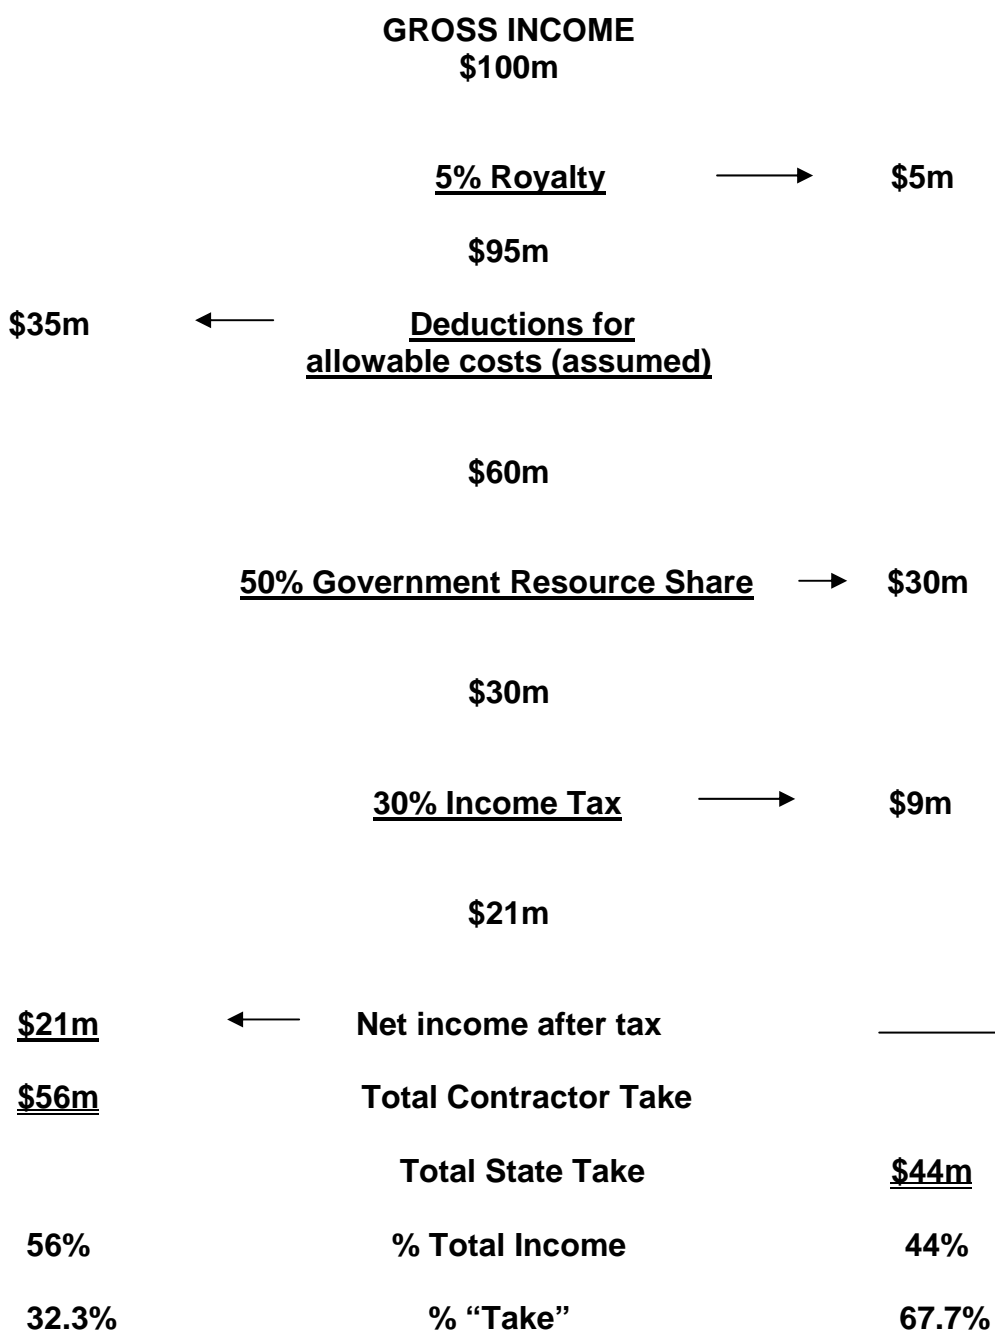 GROSS INCOME
$100m
5% Royalty $5m
$95m
$35m Deductions for
allowable costs (assumed)
$60m
50% Government Resource Share $30m
$30m
30% Income Tax $9m
$21m
$21m Net income after tax
$56m Total Contractor Take
Total State Take $44m
56% % Total Income 44%
32.3% % “Take” 67.7%